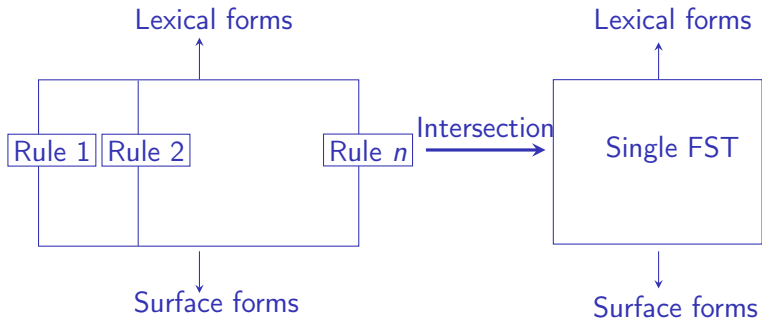 Lexical forms
Lexical forms
Rule 1
Rule 2
Rule n
Intersection
Single FST
Surface forms
Surface forms